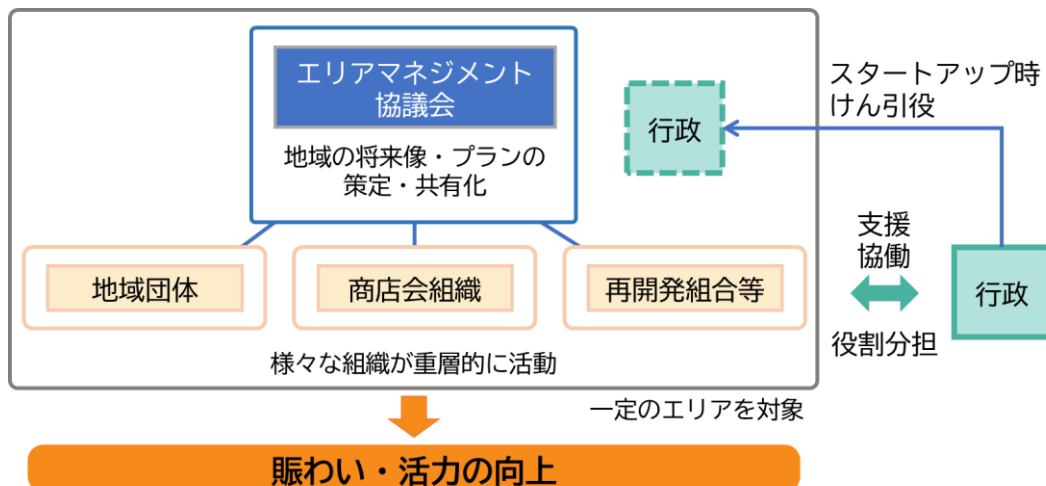 エリアマネジメント
協議会
地域の将来像・プランの
策定・共有化
行政
スタートアップ時
けん引役
地域団体
商店会組織
再開発組合等
支援
協働
役割分担
行政
様々な組織が重層的に活動
一定のエリアを対象
賑わい・活力の向上